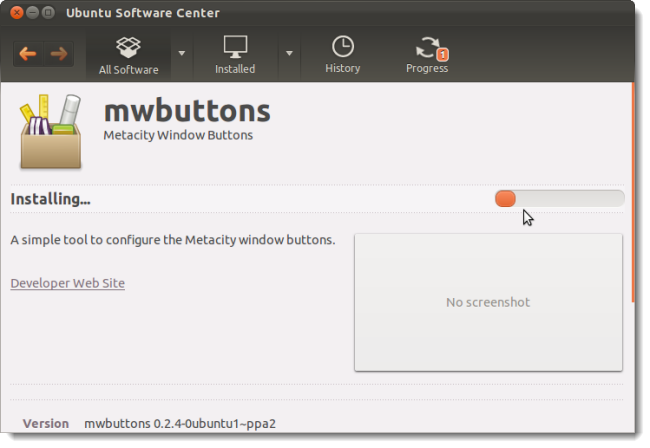 Ubuntu Software Center
All Software
Installed
History
Progress
1
mwbuttons
Metacity Window Buttons
Installing...
A simple tool to configure the Metacity window buttons.
Developer Web Site
No screenshot
Version mwbuttons 0.2.4-0ubuntu1~ppa2